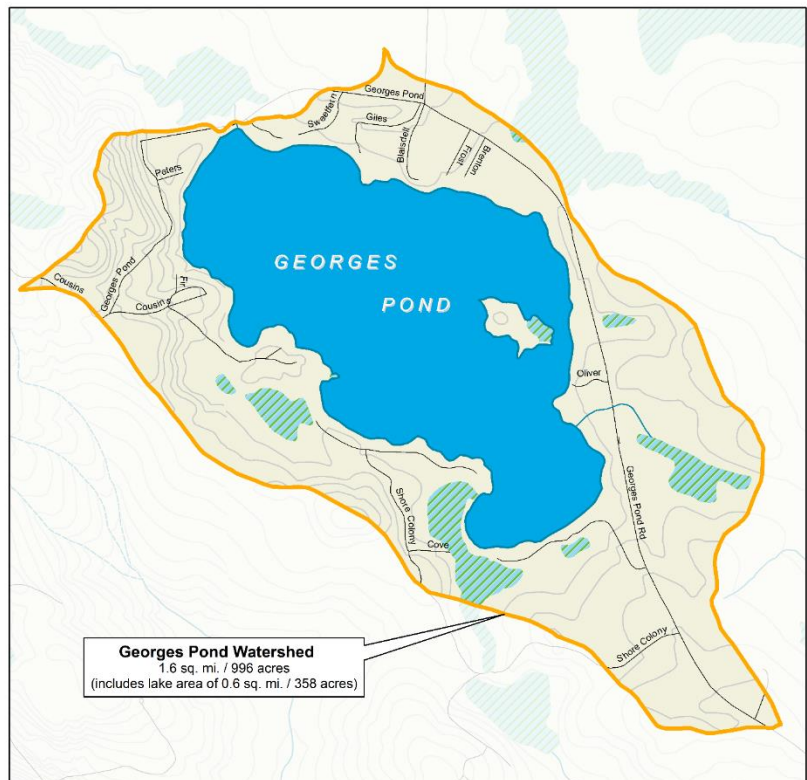 Georges Pond
Sweetfern
Giles
Blaisdell
Frost
Brenton
Peters
GEORGES
POND
Georges Pond
Cousins
Fir
Cousins
Oliver
Georges Pond Rd
Shore Colony
Cove
Shore Colony
Georges Pond Watershed
1.6 sq. mi. / 996 acres
(includes lake area of 0.6 sq. mi. / 358 acres)